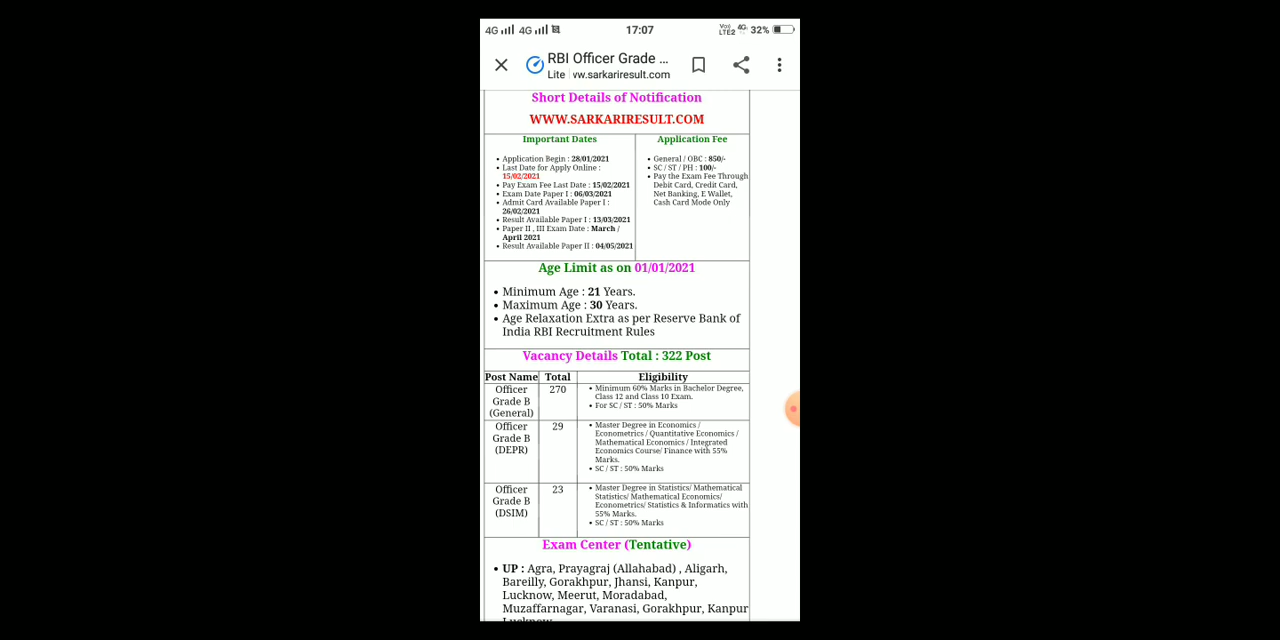 4G 4G 17:07 Vo) LTE2 4G 32%
RBI Officer Grade ...
Lite vw.sarkariresult.com
Short Details of Notification
WWW.SARKARIRESULT.COM
Important Dates
• Application Begin : 28/01/2021
• Last Date for Apply Online :
15/02/2021
• Pay Exam Fee Last Date : 15/02/2021
• Exam Date Paper I : 06/03/2021
• Admit Card Available Paper I :
26/02/2021
• Result Available Paper I : 13/03/2021
• Paper II , III Exam Date : March /
April 2021
• Result Available Paper II : 04/05/2021
Application Fee
• General / OBC : 850/-
• SC / ST / PH : 100/-
• Pay the Exam Fee Through
Debit Card, Credit Card,
Net Banking, E Wallet,
Cash Card Mode Only
Age Limit as on 01/01/2021
• Minimum Age : 21 Years.
• Maximum Age : 30 Years.
• Age Relaxation Extra as per Reserve Bank of
India RBI Recruitment Rules
Vacancy Details Total : 322 Post
Post Name Total Eligibility
Officer
Grade B
(General)
270
• Minimum 60% Marks in Bachelor Degree,
Class 12 and Class 10 Exam.
• For SC / ST : 50% Marks
Officer
Grade B
(DEPR)
29
• Master Degree in Economics /
Econometrics / Quantitative Economics /
Mathematical Economics / Integrated
Economics Course/ Finance with 55%
Marks.
• SC / ST : 50% Marks
Officer
Grade B
(DSIM)
23
• Master Degree in Statistics/ Mathematical
Statistics/ Mathematical Economics/
Econometrics/ Statistics & Informatics with
55% Marks.
• SC / ST : 50% Marks
Exam Center (Tentative)
• UP : Agra, Prayagraj (Allahabad) , Aligarh,
Bareilly, Gorakhpur, Jhansi, Kanpur,
Lucknow, Meerut, Moradabad,
Muzaffarnagar, Varanasi, Gorakhpur, Kanpur
Lucknow